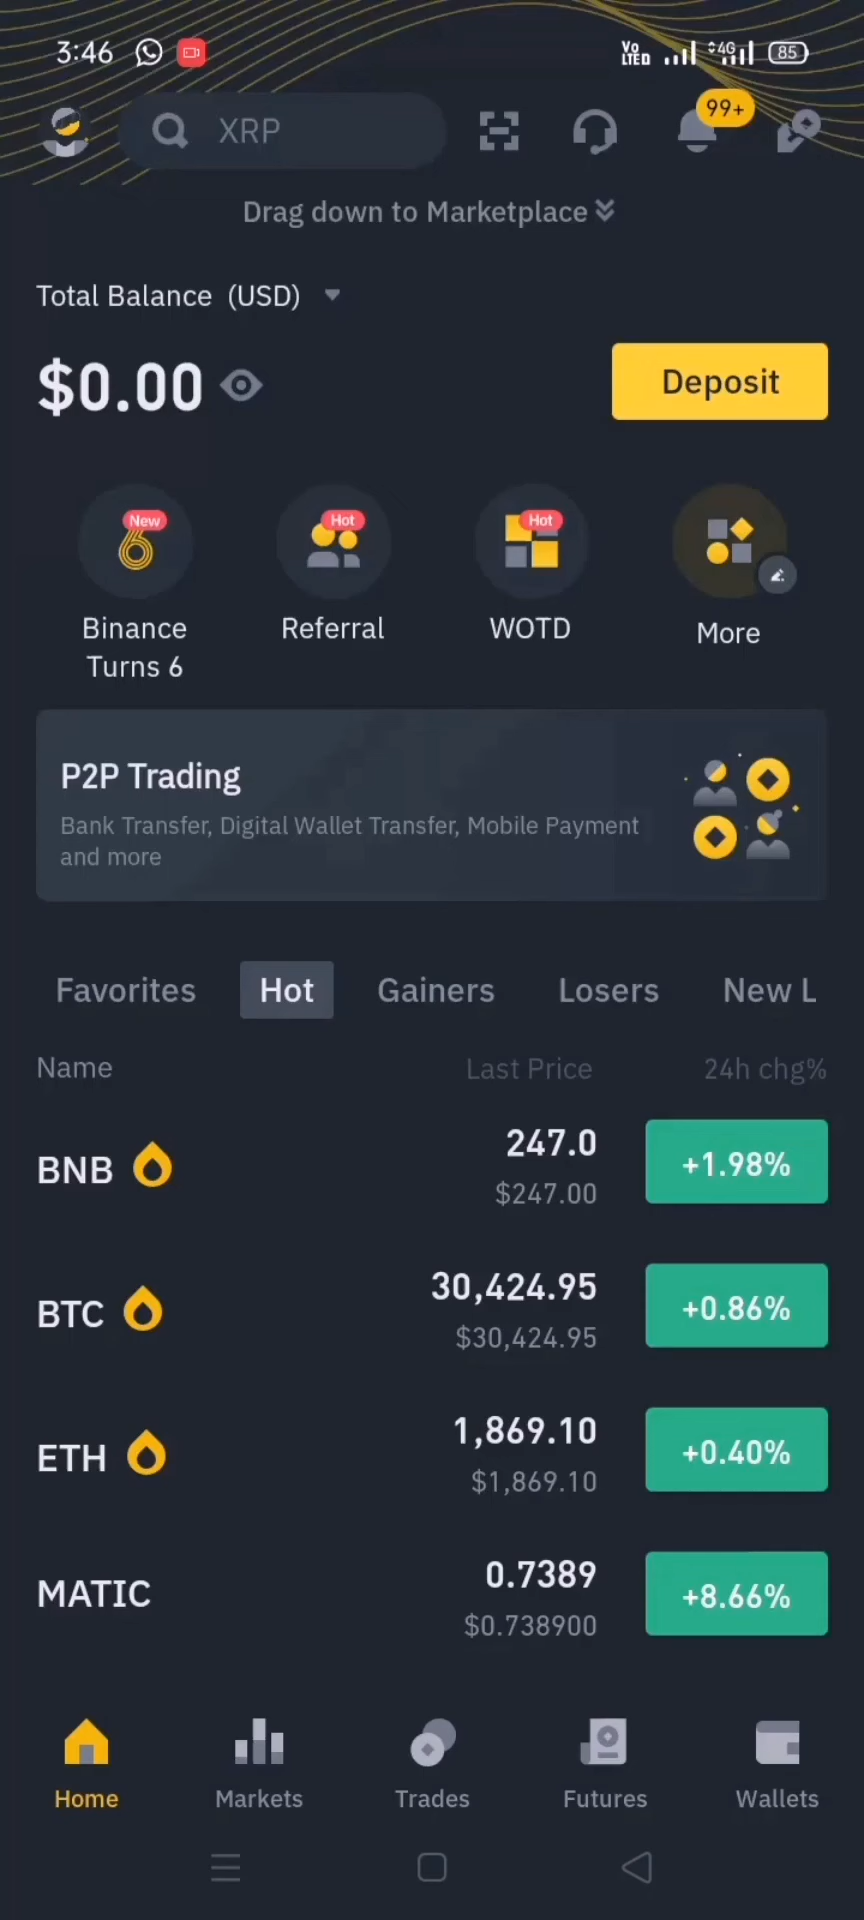 3:46 Vo LTED 4G 85
XRP 99+
Drag down to Marketplace
Total Balance (USD)
$0.00
Deposit
New Hot Hot
Binance Referral WOTD More
Turns 6
P2P Trading
Bank Transfer, Digital Wallet Transfer, Mobile Payment
and more
Favorites Hot Gainers Losers New L
Name Last Price 24h chg%
BNB 247.0 +1.98%
$247.00
BTC 30,424.95 +0.86%
$30,424.95
ETH 1,869.10 +0.40%
$1,869.10
MATIC 0.7389 +8.66%
$0.738900
Home Markets Trades Futures Wallets